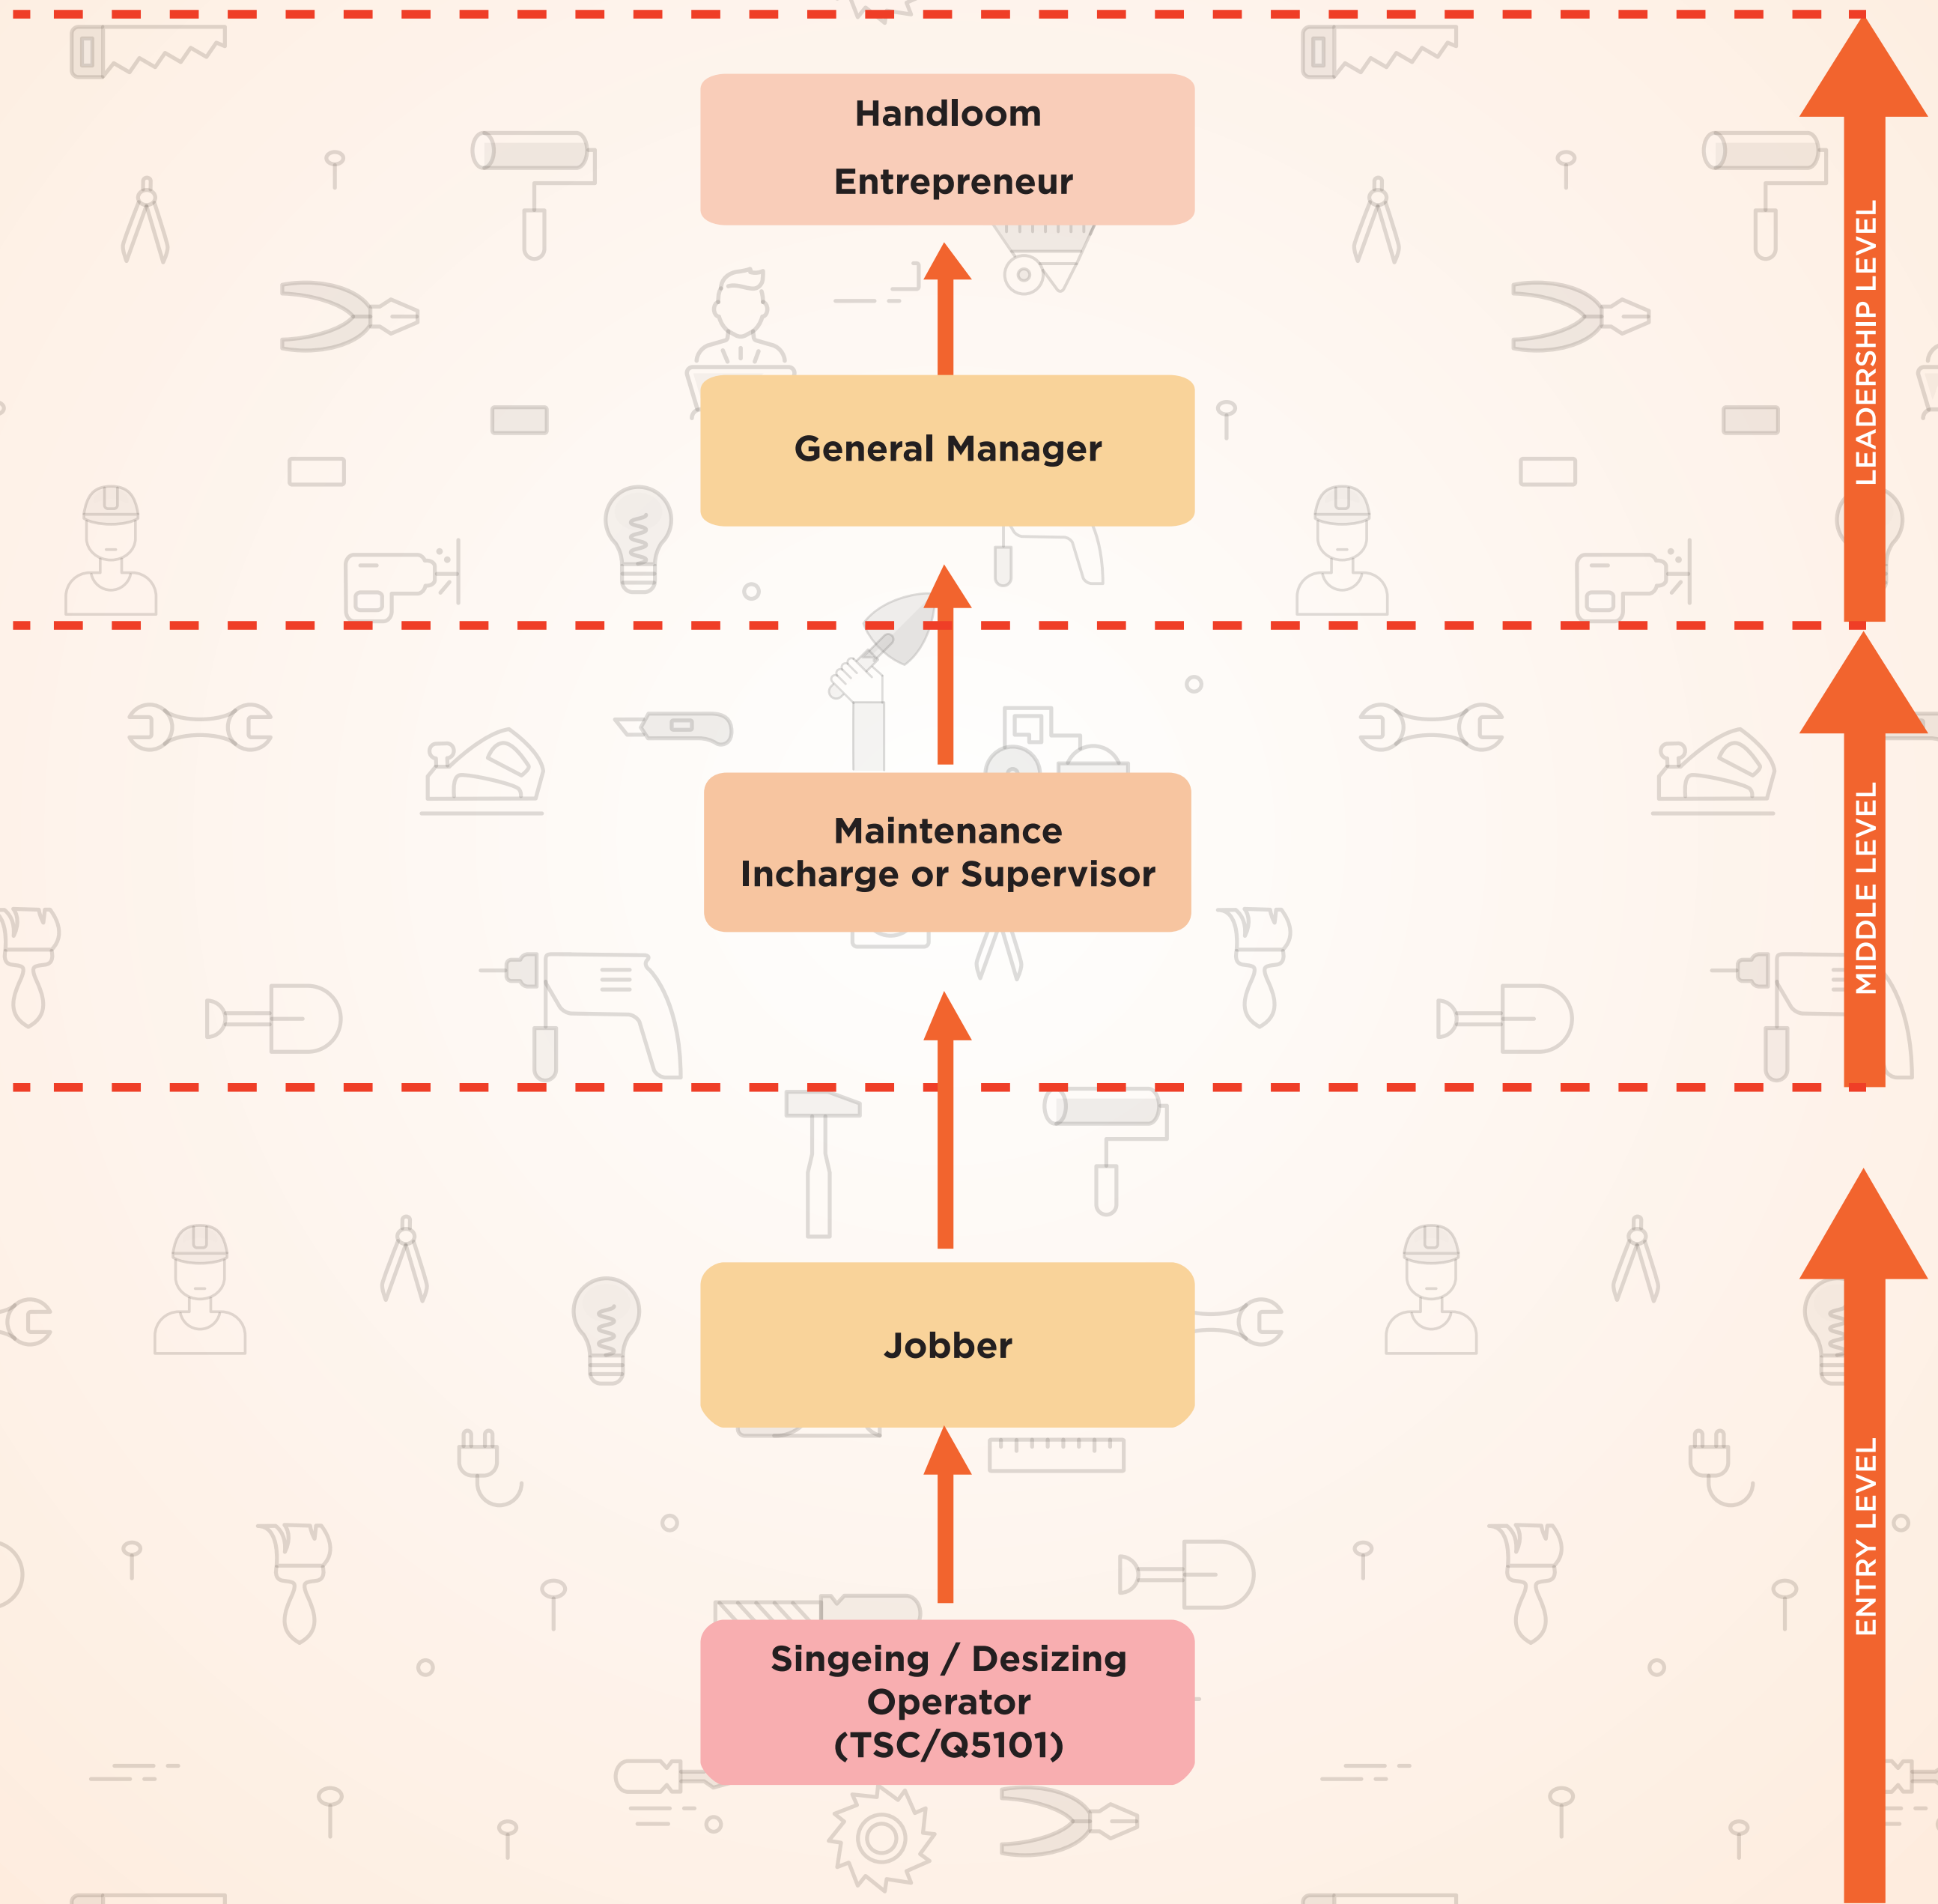 Handloom
Entrepreneur
General Manager
LEADERSHIP LEVEL
Maintenance
Incharge or Supervisor
MIDDLE LEVEL
Jobber
Singeing / Desizing
Operator
(TSC/Q5101)
ENTRY LEVEL